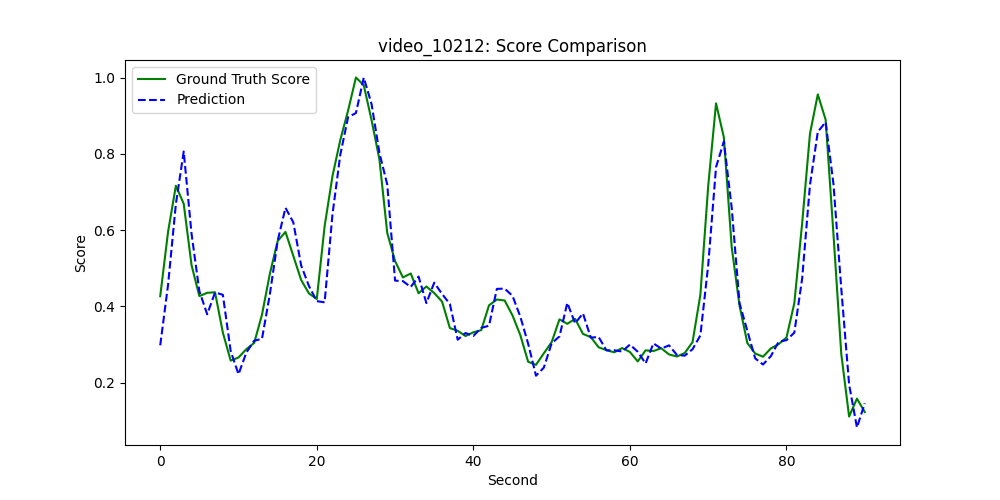 video_10212: Score Comparison
Ground Truth Score
Prediction
1.0
0.8
0.6
0.4
0.2
Score
0 20 40 60 80
Second